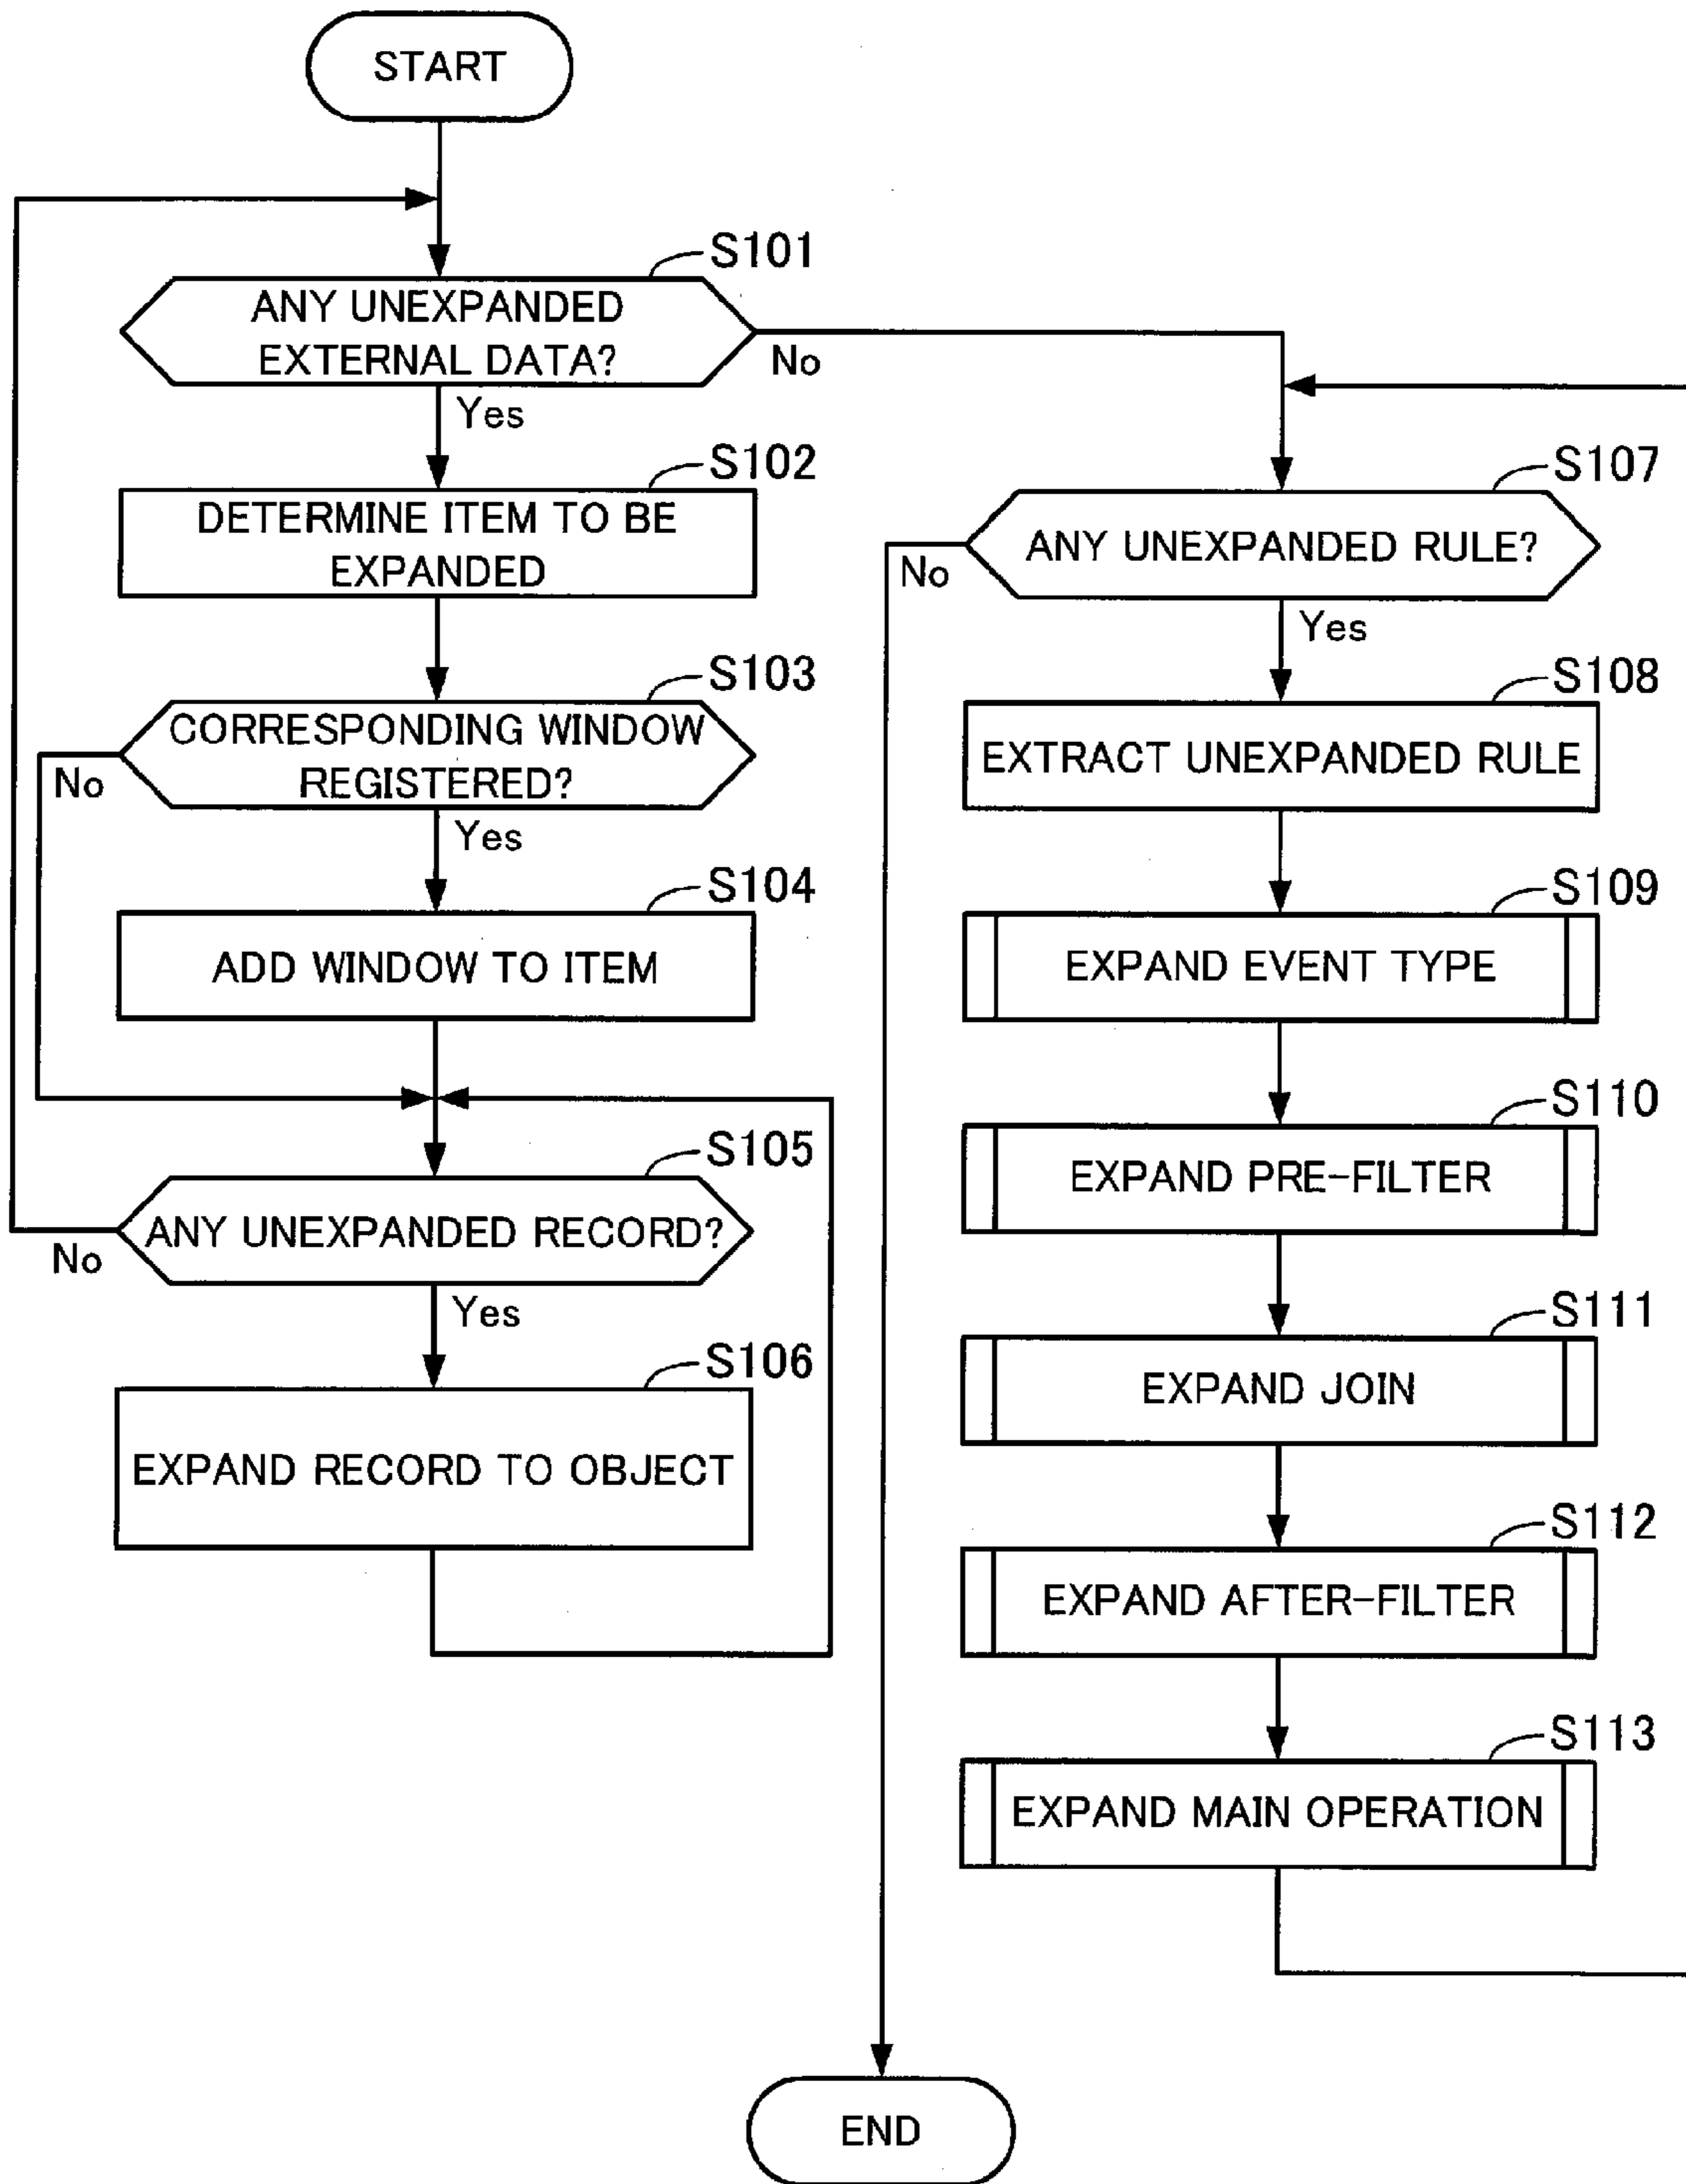 START
S101
ANY UNEXPANDED
EXTERNAL DATA?
No
Yes
S102
DETERMINE ITEM TO BE
EXPANDED
S103
CORRESPONDING WINDOW
REGISTERED?
No
Yes
S104
ADD WINDOW TO ITEM
S105
ANY UNEXPANDED RECORD?
No
Yes
S106
EXPAND RECORD TO OBJECT
S107
ANY UNEXPANDED RULE?
No
Yes
S108
EXTRACT UNEXPANDED RULE
S109
EXPAND EVENT TYPE
S110
EXPAND PRE-FILTER
S111
EXPAND JOIN
S112
EXPAND AFTER-FILTER
S113
EXPAND MAIN OPERATION
END